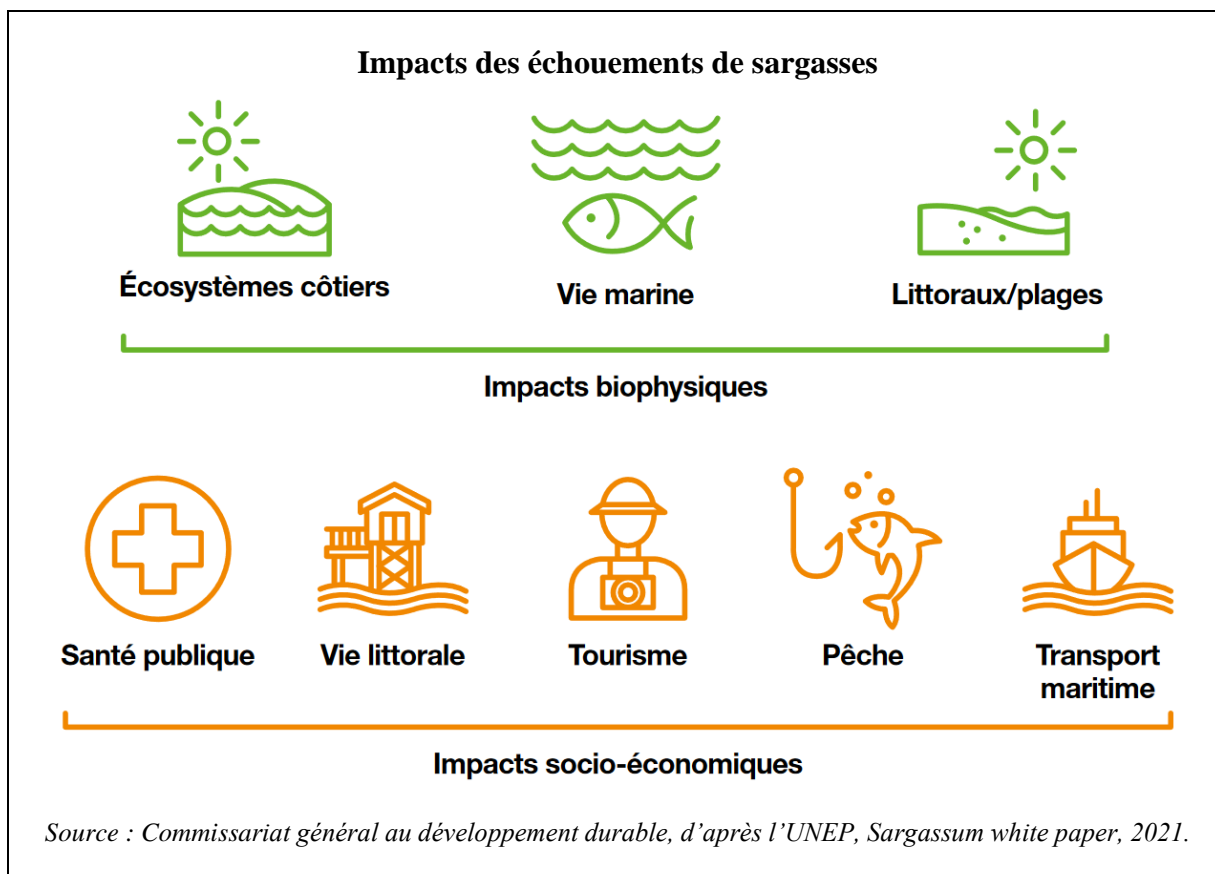 Impacts des échouements de sargasses
Écosystèmes côtiers
Vie marine
Littoraux/plages
Impacts biophysiques
Santé publique
Vie littorale
Tourisme
Pêche
Transport
maritime
Impacts socio-économiques
Source : Commissariat général au développement durable, d’après l’UNEP, Sargassum white paper, 2021.